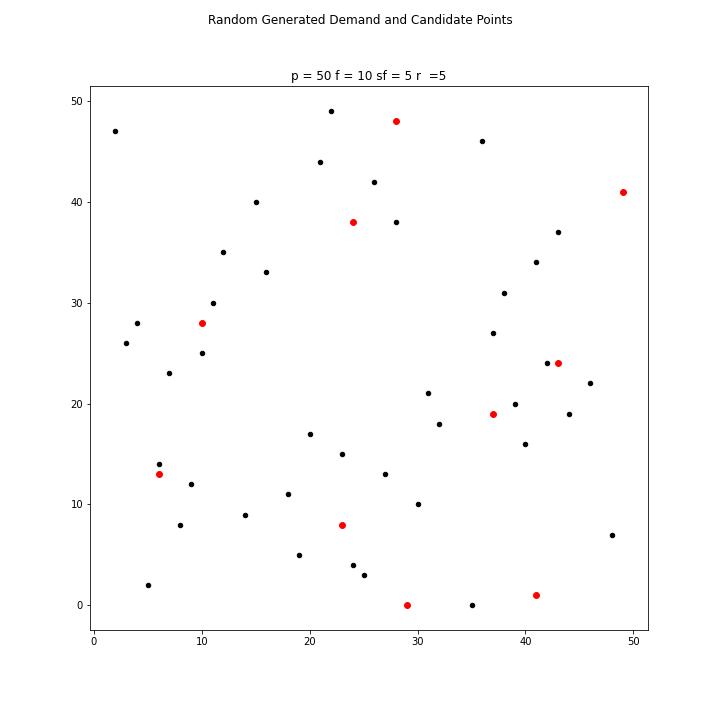 Random Generated Demand and Candidate Points
p = 50 f = 10 sf = 5 r  =5
50
40
30
20
10
0
0 10 20 30 40 50